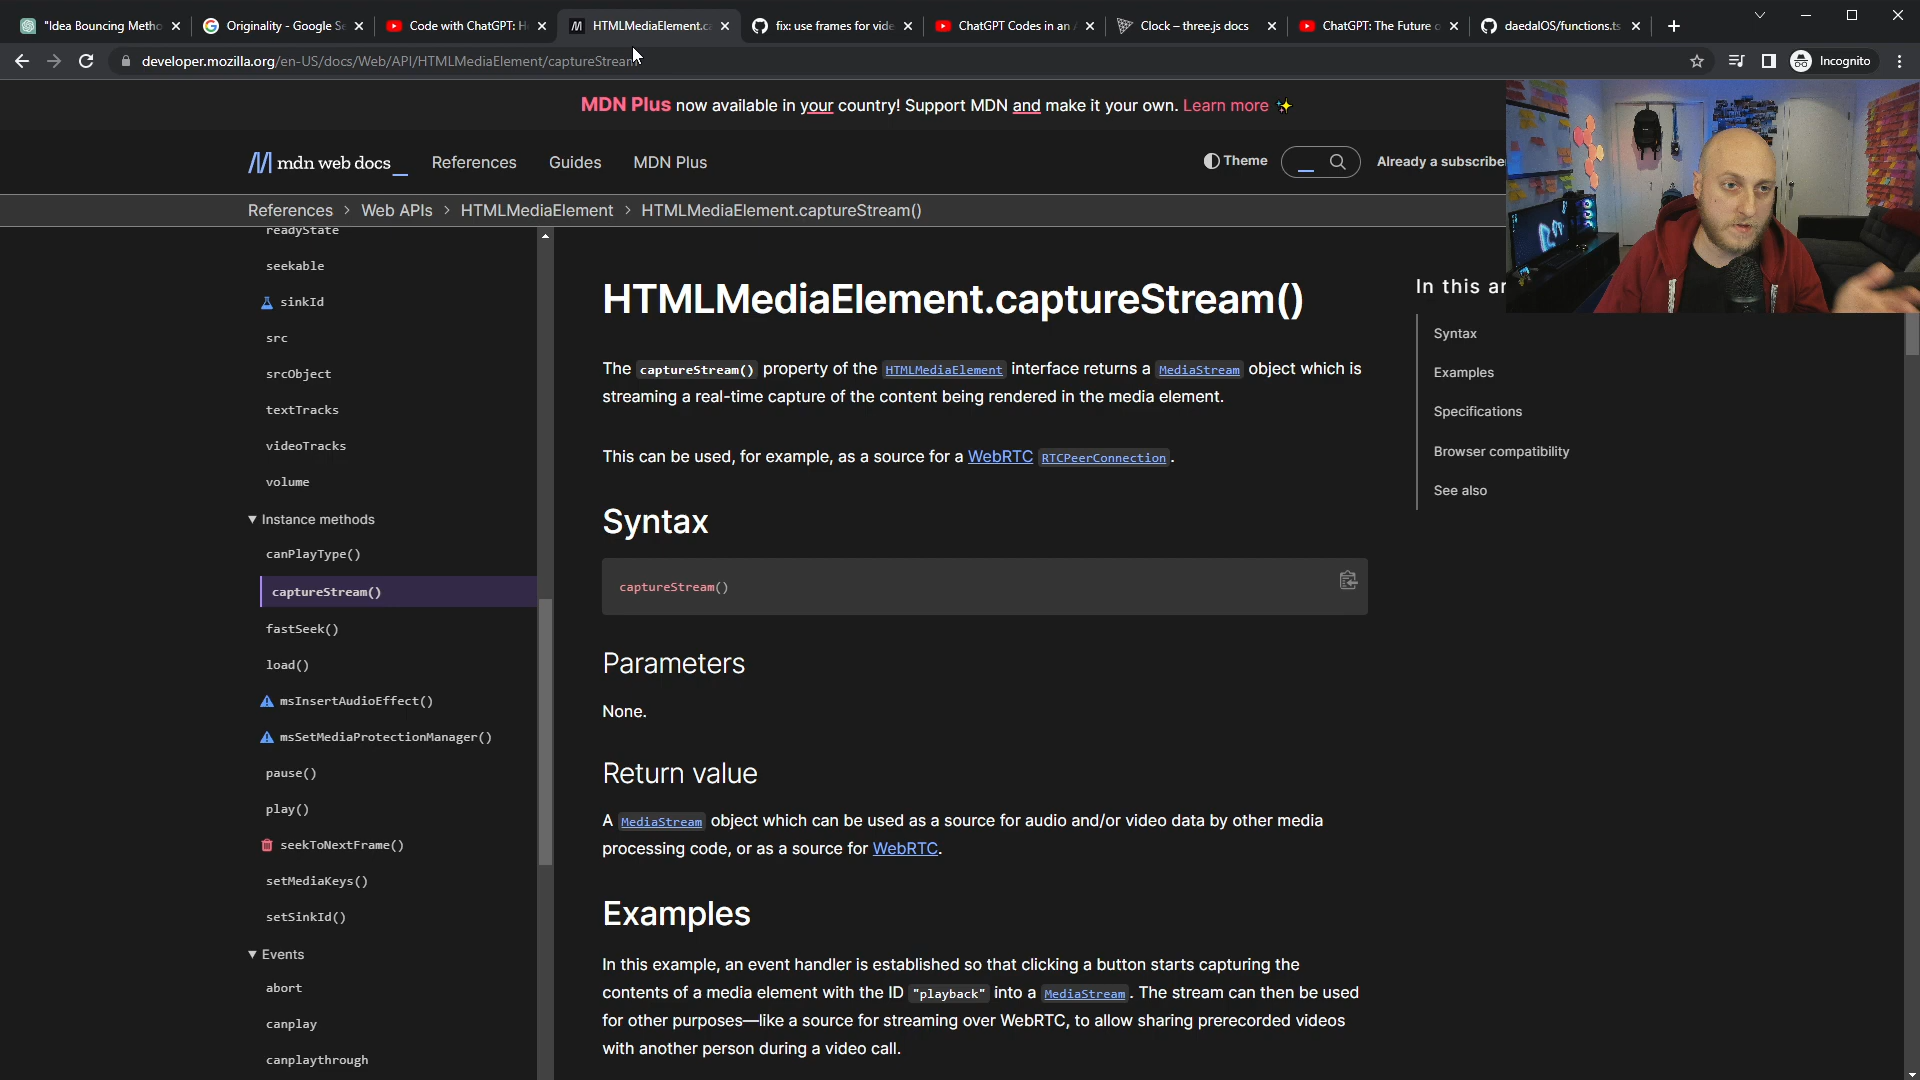 "Idea Bouncing Metho
Originality - Google Se
Code with ChatGPT: H
HTMLMediaElement.ca
fix: use frames for vide
ChatGPT Codes in an
Clock – three.js docs
ChatGPT: The Future o
daedalOS/functions.ts
developer.mozilla.org/en-US/docs/Web/API/HTMLMediaElement/captureStream
Incognito
MDN Plus now available in your country! Support MDN and make it your own. Learn more ✨
mdn web docs_
References
Guides
MDN Plus
Theme
Already a subscribe
References > Web APIs > HTMLMediaElement > HTMLMediaElement.captureStream()
readyState
seekable
sinkId
src
srcObject
textTracks
videoTracks
volume
Instance methods
canPlayType()
captureStream()
fastSeek()
load()
msInsertAudioEffect()
msSetMediaProtectionManager()
pause()
play()
seekToNextFrame()
setMediaKeys()
setSinkId()
Events
abort
canplay
canplaythrough
HTMLMediaElement.captureStream()
The captureStream() property of the HTMLMediaElement interface returns a MediaStream object which is
streaming a real-time capture of the content being rendered in the media element.
This can be used, for example, as a source for a WebRTC RTCPeerConnection.
Syntax
captureStream()
Parameters
None.
Return value
A MediaStream object which can be used as a source for audio and/or video data by other media
processing code, or as a source for WebRTC.
Examples
In this example, an event handler is established so that clicking a button starts capturing the
contents of a media element with the ID "playback" into a MediaStream. The stream can then be used
for other purposes—like a source for streaming over WebRTC, to allow sharing prerecorded videos
with another person during a video call.
In this ar
Syntax
Examples
Specifications
Browser compatibility
See also